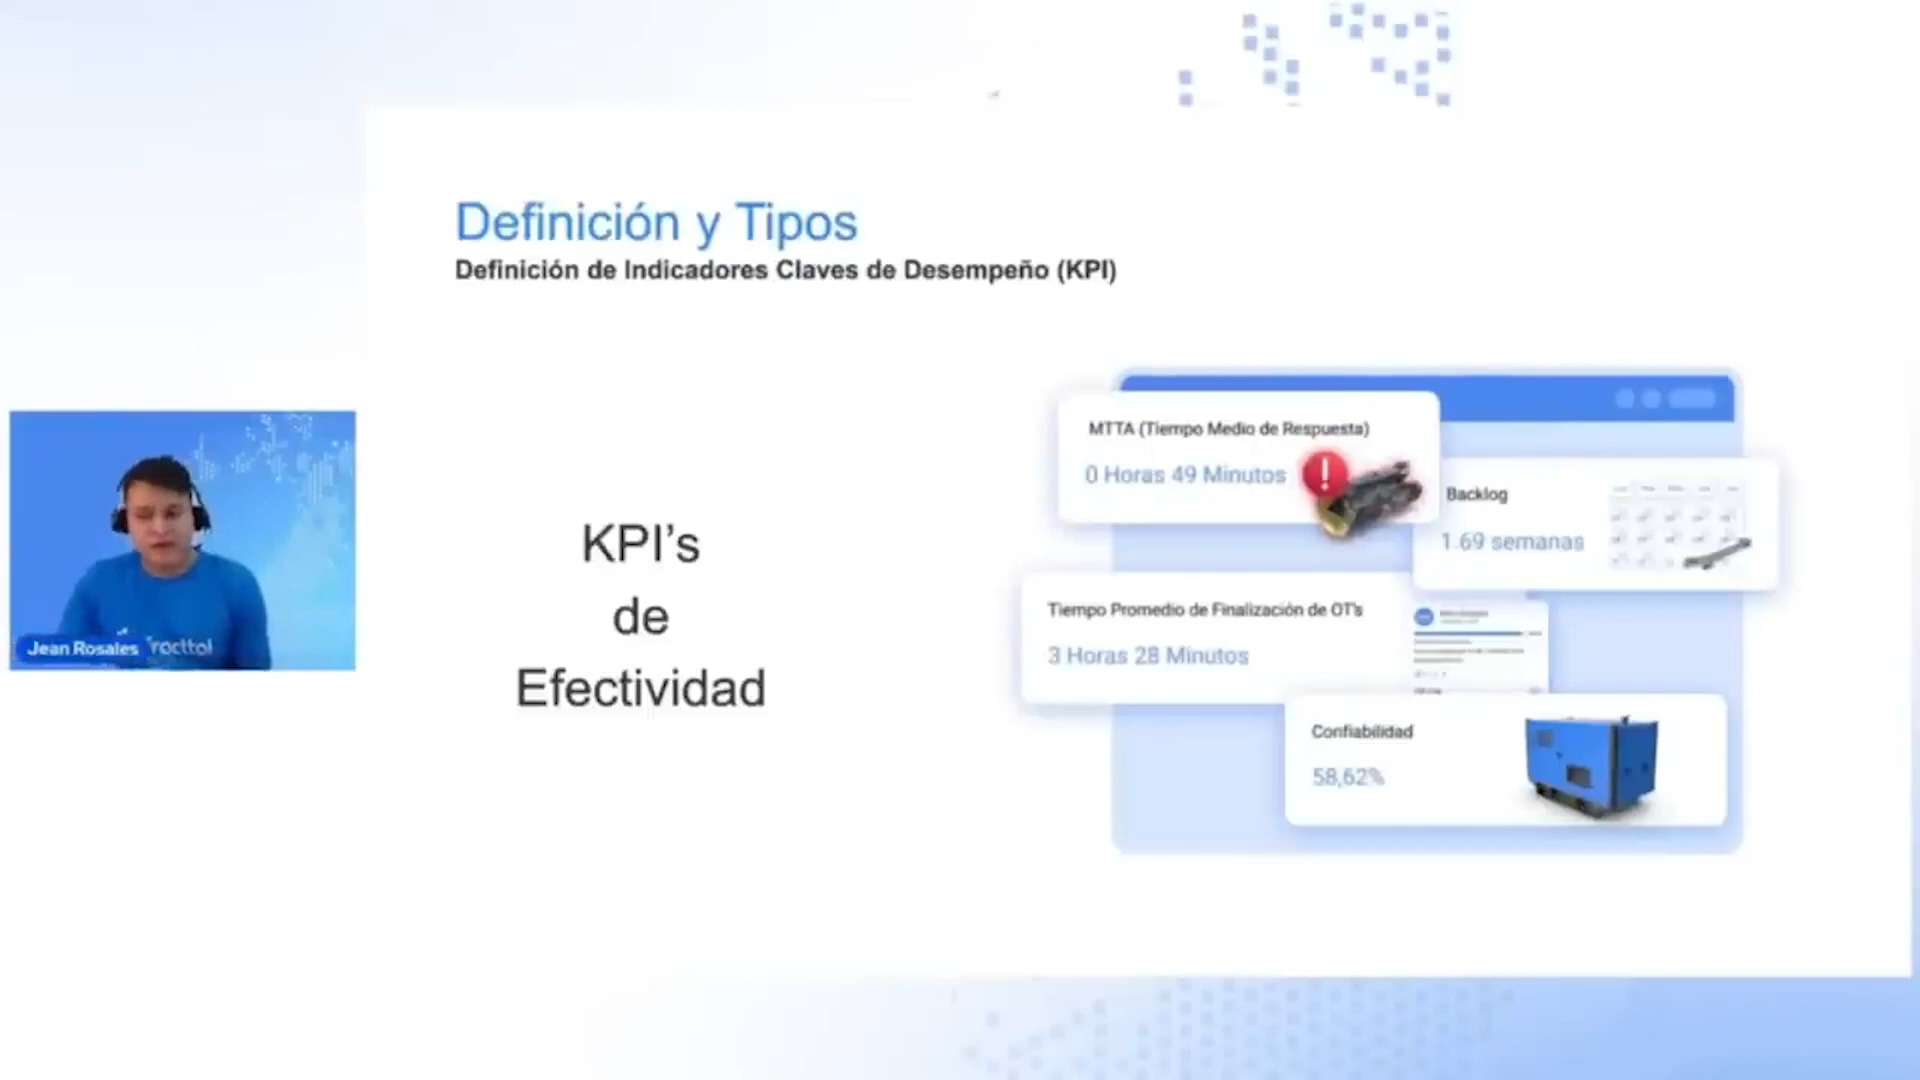 Definición y Tipos
Definición de Indicadores Claves de Desempeño (KPI)
KPI's
de
Efectividad
MTTA (Tiempo Medio de Respuesta)
0 Horas 49 Minutos
Backlog
1.69 semanas
Tiempo Promedio de Finalización de OT's
3 Horas 28 Minutos
Confiabilidad
58,62%
Jean Rosales